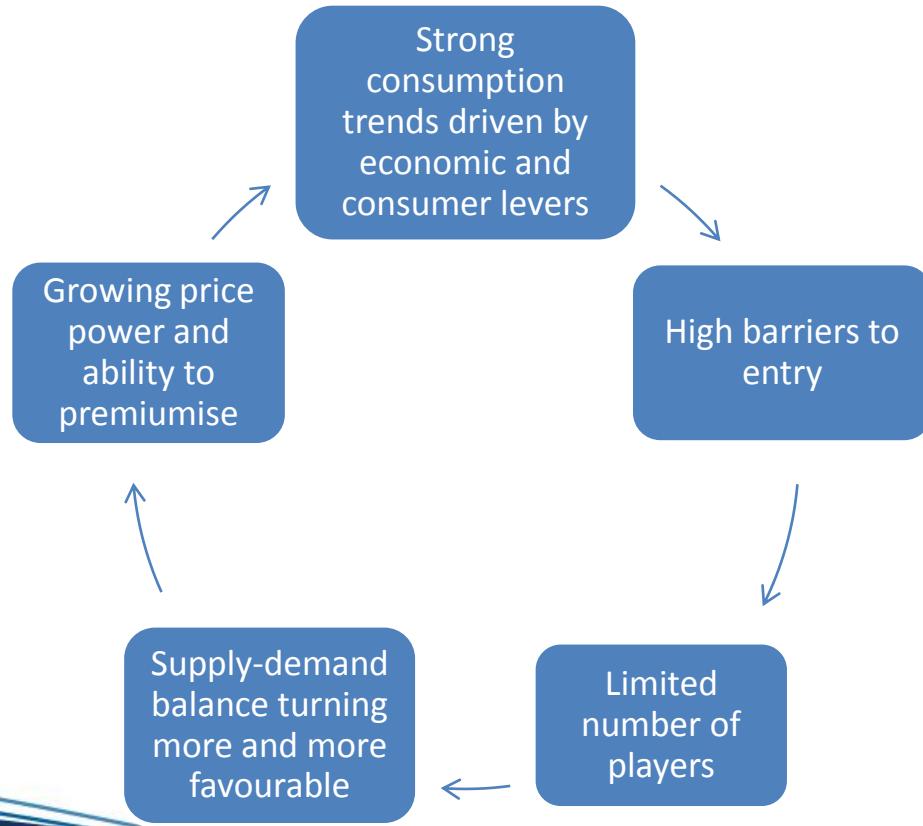 Strong
consumption
trends driven by
economic and
consumer levers
High barriers to
entry
Limited
number of
players
Supply-demand
balance turning
more and more
favourable
Growing price
power and
ability to
premiumise